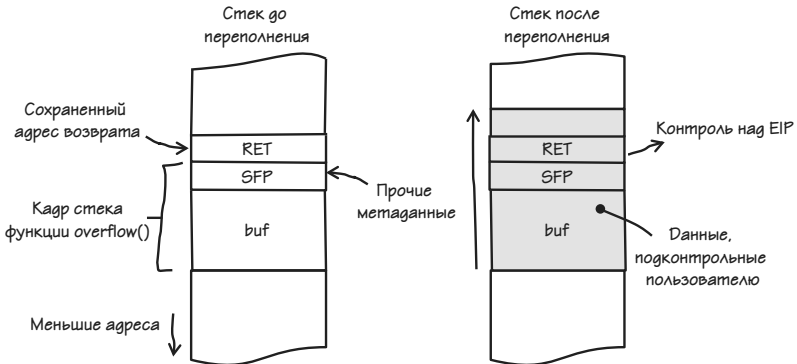 Стек до
переполнения
Сохраненный
адрес возврата
RET
SFP
Прочие
метаданные
Кадр стека
функции overflow()
buf
Меньшие адреса
Стек после
переполнения
RET
Контроль над EIP
SFP
buf
Данные,
подконтрольные
пользователю